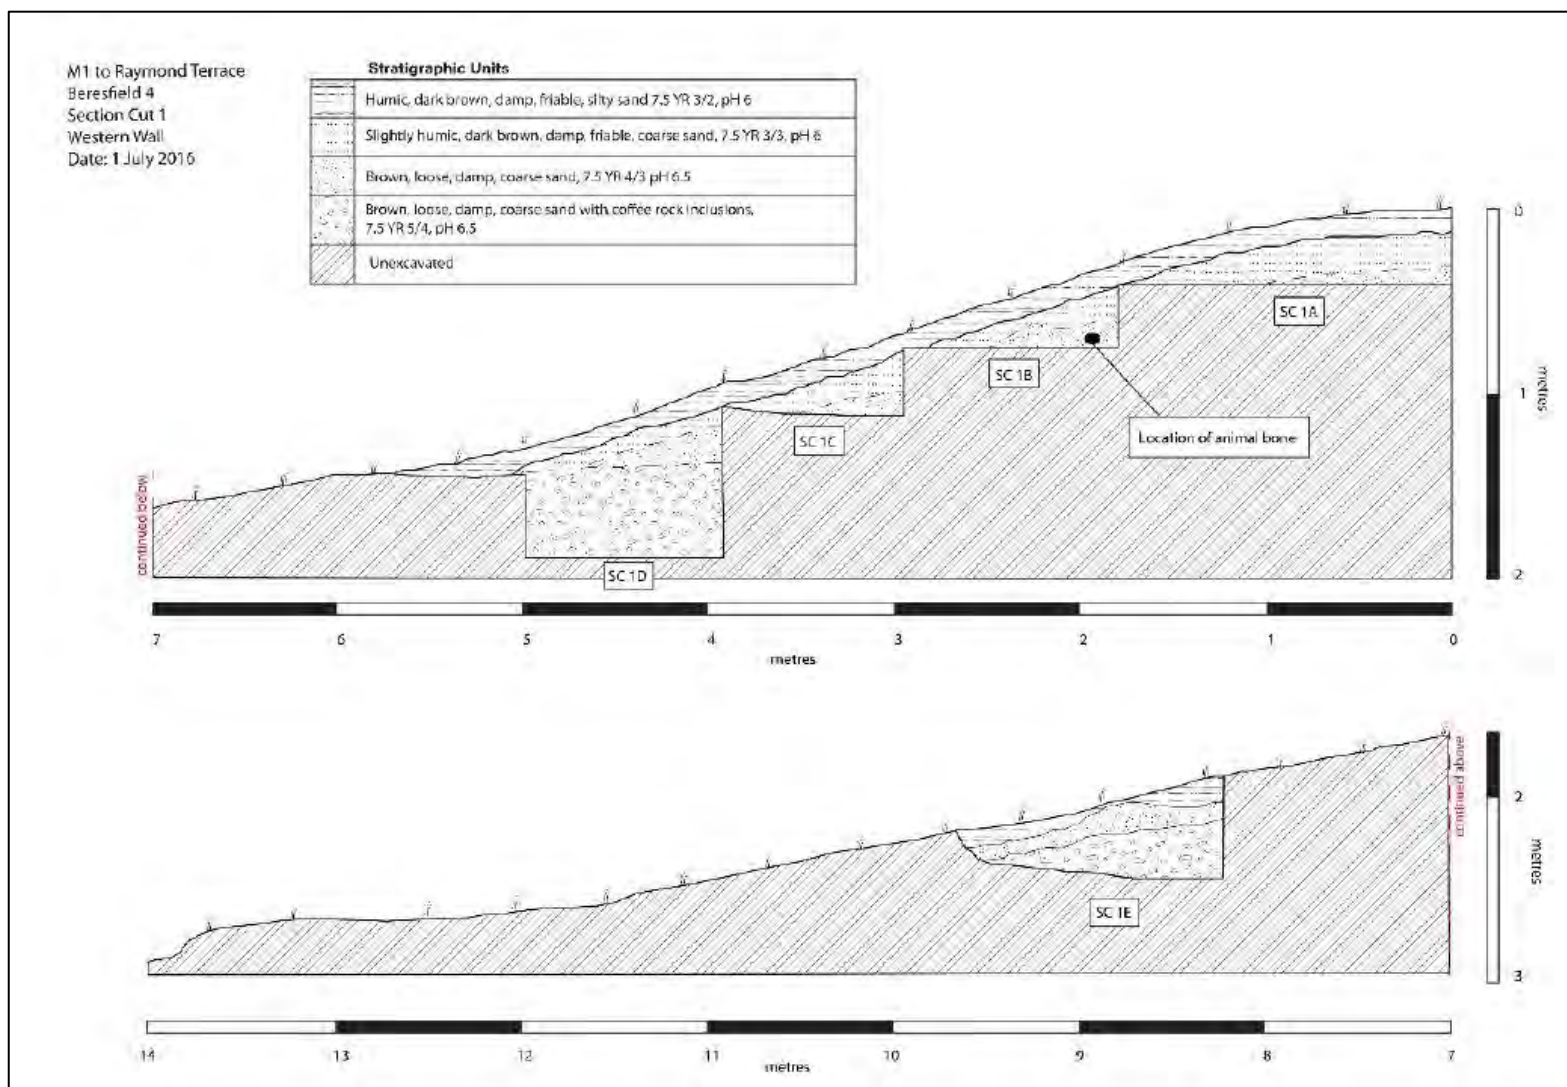 M1 to Raymond Terrace
Beresfield 4
Section Cut 1
Western Wall
Date: 1 July 2016
Stratigraphic Units
Humic, dark brown, damp, friable, silty sand 7.5 YR 3/2, pH 6
Slightly humic, dark brown, damp, friable, coarse sand, 7.5 YR 3/3, pH 6
Brown, loose, damp, coarse sand, 7.5 YR 4/3 pH 6.5
Brown, loose, damp, coarse sand with coffee rock inclusions,
7.5 YR 5/4, pH 6.5
Unexcavated
0
1
2
metres
SC 1A
SC 1B
SC 1C
SC 1D
Location of animal bone
continued below
7 6 5 4 3 2 1 0
metres
continued above
2
3
metres
SC 1E
14 13 12 11 10 9 8 7
metres